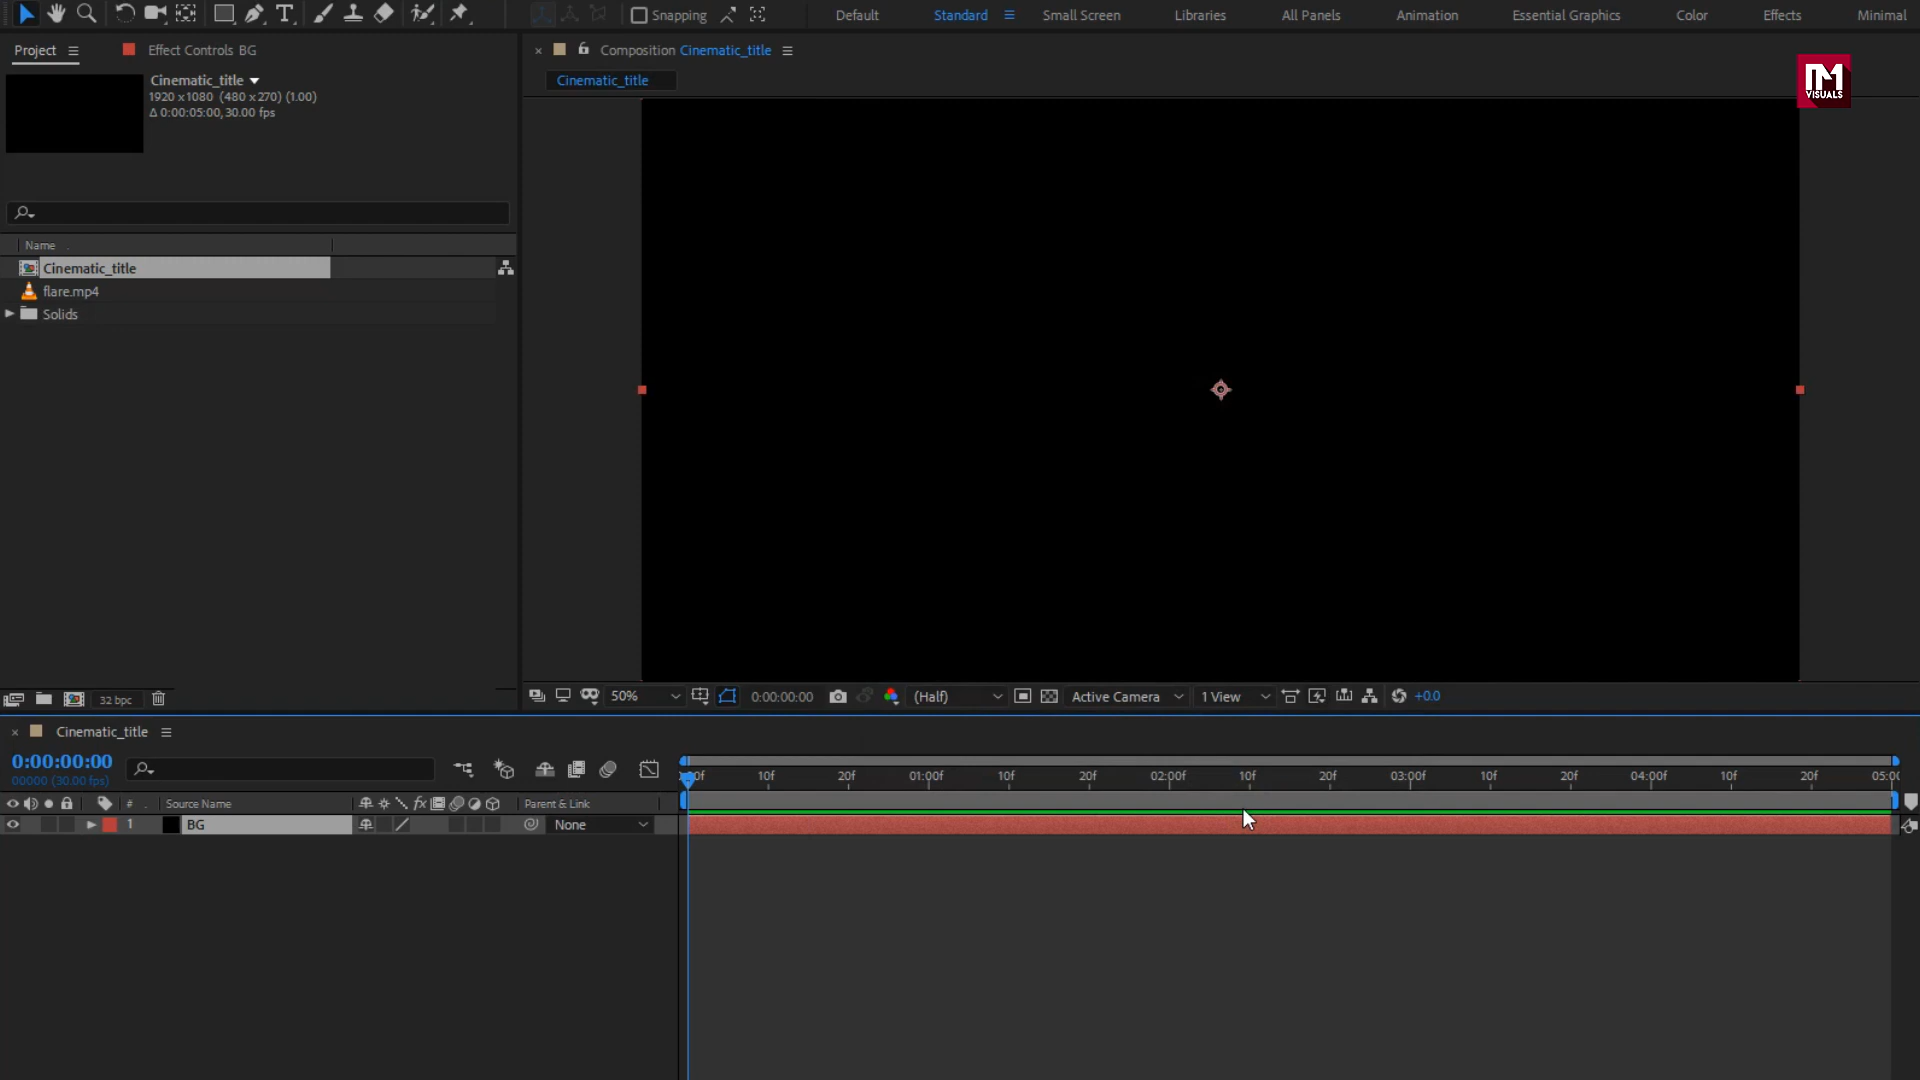 Snapping
Default
Standard
Small Screen
Libraries
All Panels
Animation
Essential Graphics
Color
Effects
Minimal
Project
Effect Controls BG
Composition Cinematic_title
Cinematic_title
1920 x 1080 (480 x 270) (1.00)
Δ 0:00:05:00, 30.00 fps
Cinematic_title
VISUALS
Name
Cinematic_title
flare.mp4
Solids
32 bpc
50%
0:00:00:00
(Half)
Active Camera
1 View
+0.0
Cinematic_title
0:00:00:00
00000 (30.00 fps)
10f 20f 01:00f 10f 20f 02:00f 10f 20f 03:00f 10f 20f 04:00f 10f 20f
# Source Name fx Parent & Link
1 BG None